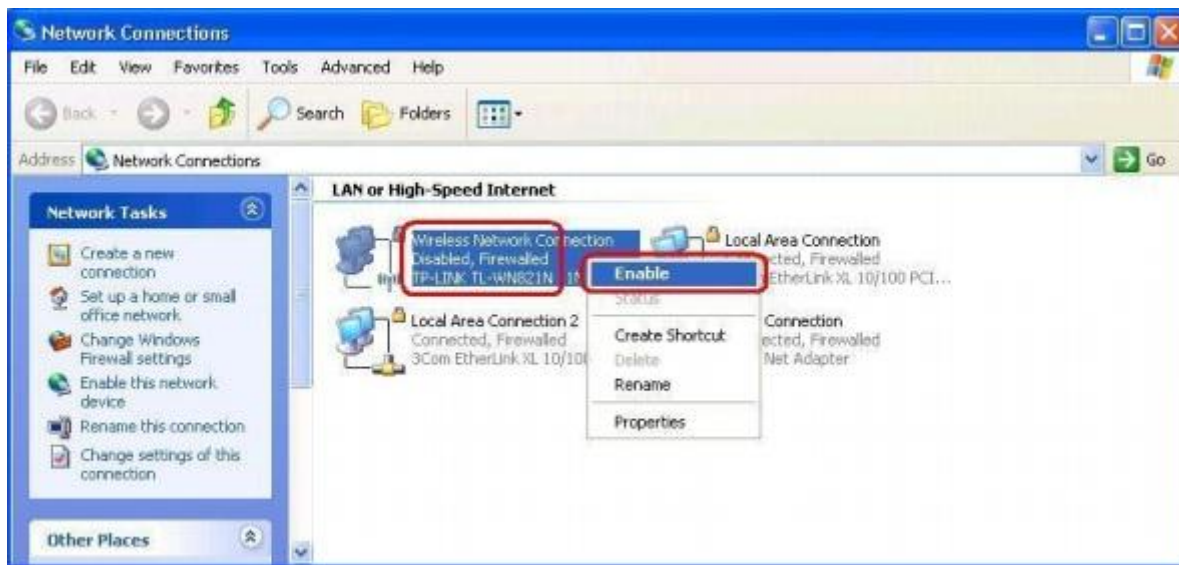 Network Connections
File Edit View Favorites Tools Advanced Help
Back Search Folders
Address Network Connections Go
Network Tasks
Create a new
connection
Set up a home or small
office network
Change Windows
Firewall settings
Enable this network
device
Rename this connection
Change settings of this
connection
Other Places
LAN or High-Speed Internet
Wireless Network Connection
Disabled, Firewalled
TP-LINK TL-WN821N
Local Area Connection
Firewalled
EtherLink XL 10/100 PCI...
Local Area Connection 2
Connected, Firewalled
3Com EtherLink XL
Connection
Firewalled
Net Adapter
Enable
Status
Create Shortcut
Delete
Rename
Properties